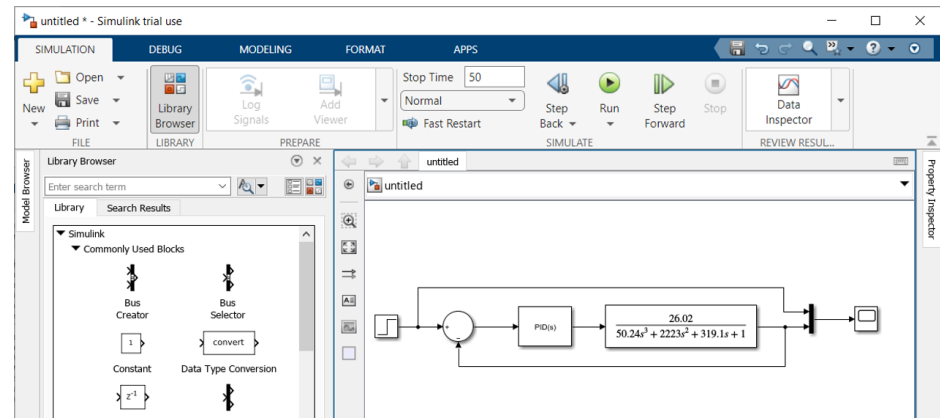 untitled * - Simulink trial use
SIMULATION DEBUG MODELING FORMAT APPS
New
Open
Save
Print
FILE
Library
Browser
LIBRARY
Log
Signals
Add
Viewer
PREPARE
Stop Time 50
Normal
Fast Restart
Step
Back
Run
Step
Forward
Stop
SIMULATE
Data
Inspector
REVIEW RESUL...
Model Browser
Library Browser
Enter search term
Library Search Results
Simulink
Commonly Used Blocks
Bus
Creator
Bus
Selector
1
Constant
convert
Data Type Conversion
z⁻¹
untitled
untitled
PID(s)
26.02
50.24s³ + 2223s² + 319.1s + 1
Property Inspector